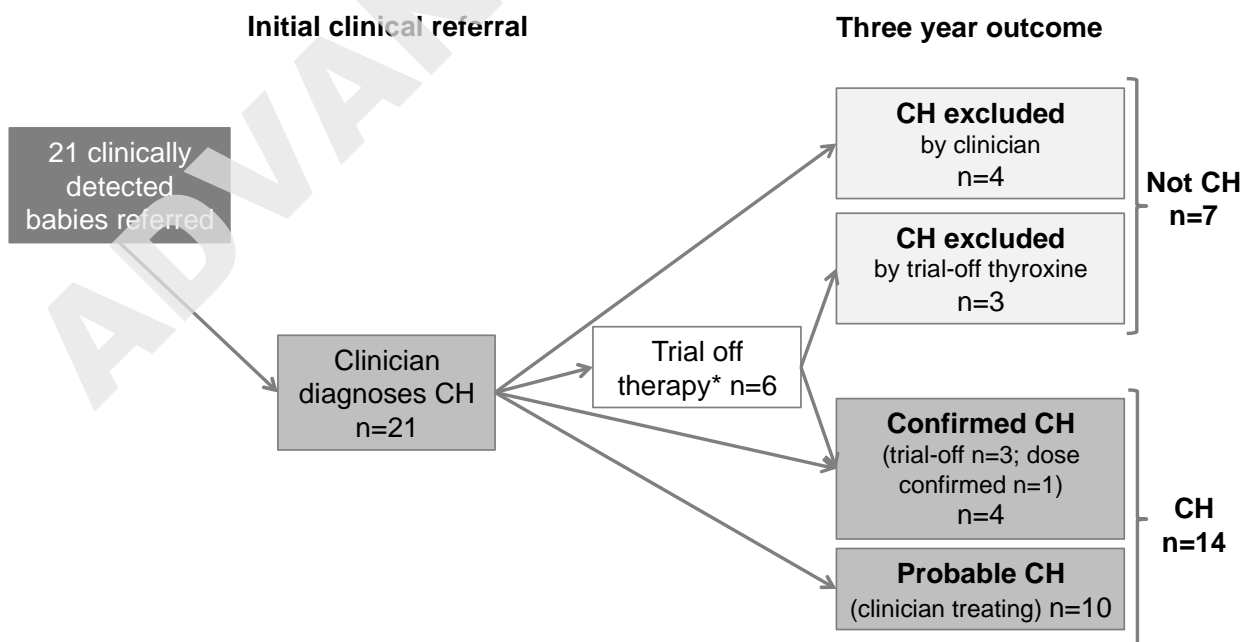 Initial clinical referral
Three year outcome
21 clinically
detected
babies referred
Clinician
diagnoses CH
n=21
Trial off
therapy* n=6
CH excluded
by clinician
n=4
CH excluded
by trial-off thyroxine
n=3
Not CH
n=7
Confirmed CH
(trial-off n=3; dose
confirmed n=1)
n=4
Probable CH
(clinician treating) n=10
CH
n=14